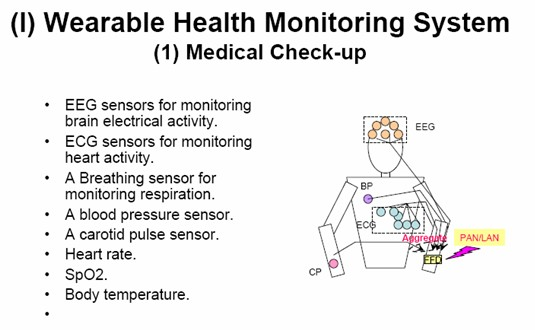 (I) Wearable Health Monitoring System
(1) Medical Check-up
• EEG sensors for monitoring
brain electrical activity.
• ECG sensors for monitoring
heart activity.
• A Breathing sensor for
monitoring respiration.
• A blood pressure sensor.
• A carotid pulse sensor.
• Heart rate.
• SpO2.
• Body temperature.
•
EEG
BP
ECG
Aggregate
PAN/LAN
CP